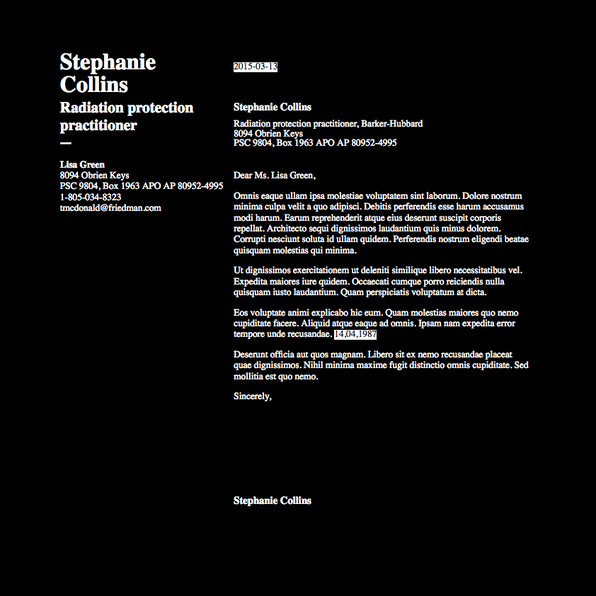 Stephanie
Collins
Radiation protection
practitioner
Lisa Green
8094 Obrien Keys
PSC 9804, Box 1963 APO AP 80952-4995
1-805-034-8323
tmcdonald@friedman.com
2015-03-13
Stephanie Collins
Radiation protection practitioner, Barker-Hubbard
8094 Obrien Keys
PSC 9804, Box 1963 APO AP 80952-4995
Dear Ms. Lisa Green,
Omnis eaque ullam ipsa molestiae voluptatem sint laborum. Dolore nostrum
minima culpa velit a quo adipisci. Debitis perferendis esse harum accusamus
modi harum. Earum reprehenderit atque eius deserunt suscipit corporis
repellat. Architecto sequi dignissimos laudantium quis minus dolorem.
Corrupti nesciunt soluta id ullam quidem. Perferendis nostrum eligendi beatae
quisquam molestias qui minima.
Ut dignissimos exercitationem ut deleniti similique libero necessitatibus vel.
Expedita maiores iure quidem. Occaecati cumque porro reiciendis nulla
quisquam iusto laudantium. Quam perspiciatis voluptatum at dicta.
Eos voluptate animi explicabo hic eum. Quam molestias maiores quo nemo
cupiditate facere. Aliquid atque eaque ad omnis. Ipsam nam expedita error
tempore unde recusandae. 14,04,1987
Deserunt officia aut quos magnam. Libero sit ex nemo recusandae placeat
quae dignissimos. Nihil minima maxime fugit distinctio omnis cupiditate. Sed
mollitia est quo nemo.
Sincerely,
Stephanie Collins